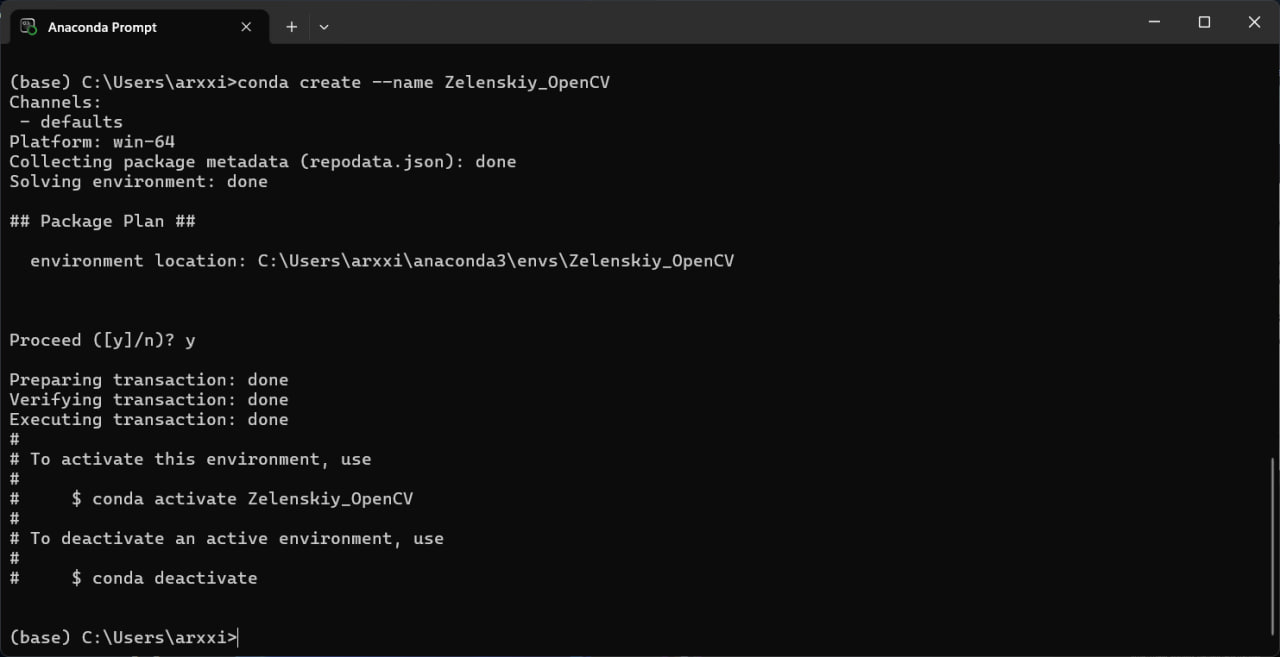 Anaconda Prompt
(base) C:\Users\arxxi>conda create --name Zelenskiy_OpenCV
Channels:
 - defaults
Platform: win-64
Collecting package metadata (repodata.json): done
Solving environment: done
## Package Plan ##
  environment location: C:\Users\arxxi\anaconda3\envs\Zelenskiy_OpenCV
Proceed ([y]/n)? y
Preparing transaction: done
Verifying transaction: done
Executing transaction: done
#
# To activate this environment, use
#
#     $ conda activate Zelenskiy_OpenCV
#
# To deactivate an active environment, use
#
#     $ conda deactivate
(base) C:\Users\arxxi>